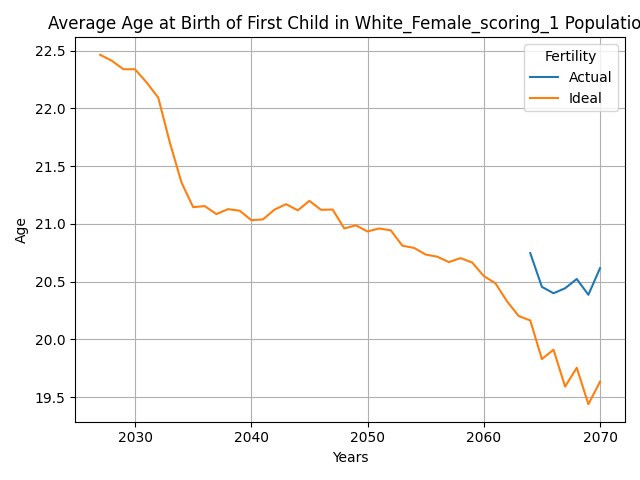 Average Age at Birth of First Child in White_Female_scoring_1 Populatio
22.5
22.0
21.5
21.0
20.5
20.0
19.5
Age
Fertility
Actual
Ideal
2030
2040
2050
2060
2070
Years